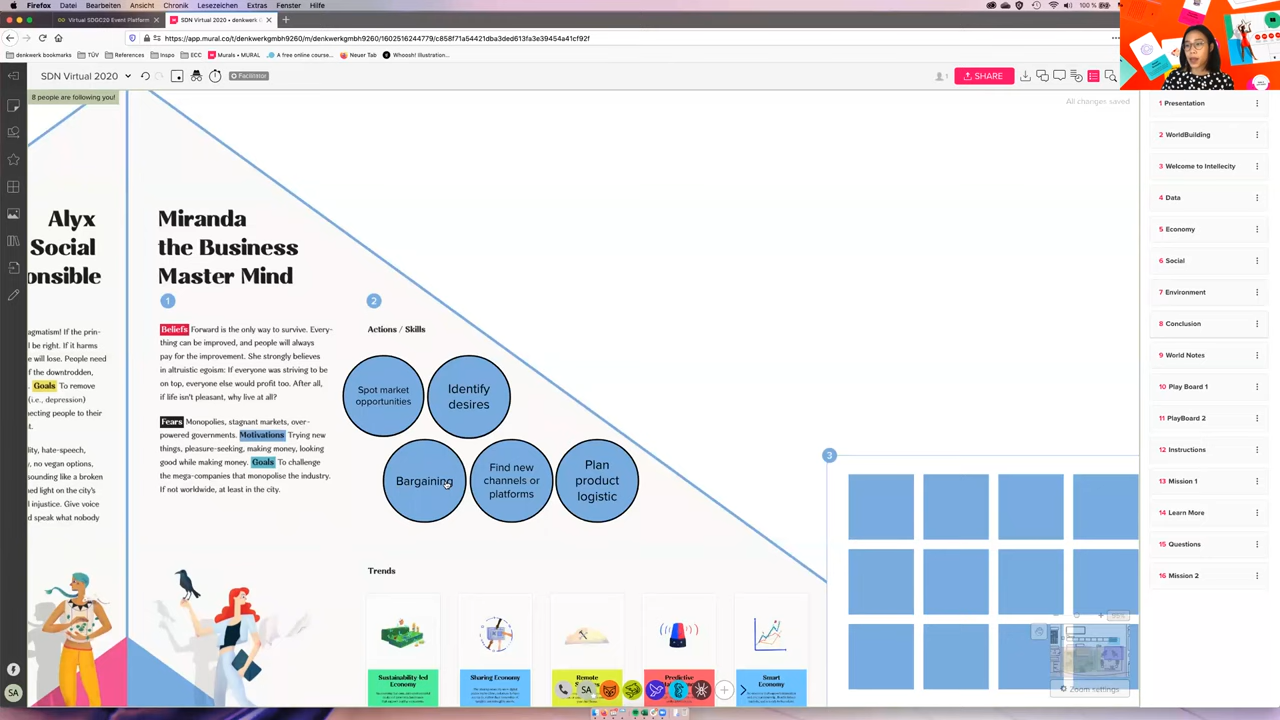 Firefox
Ablage
Bearbeiten
Ansicht
Chronik
Lesezeichen
Extras
Fenster
Hilfe
100 %
Virtual SDGC20 Event Platform
SDN Virtual 2020 • denkwerk
https://app.mural.co/t/denkwerkgmbh9260/m/denkwerkgmbh9260/1602516244779/c858f71a54421dba3ded613fa3e39454a41cf92f
denkwerk bookmarks
TÜV
References
Inspo
ECC
Murals • MURAL
A free online course...
Neuer Tab
Whoosh! Illustration...
SDN Virtual 2020
Facilitator
1
SHARE
8 people are following you!
All changes saved
1 Presentation
2 WorldBuilding
3 Welcome to Intellecity
4 Data
5 Economy
6 Social
7 Environment
8 Conclusion
9 World Notes
10 Play Board 1
11 PlayBoard 2
12 Instructions
13 Mission 1
14 Learn More
15 Questions
16 Mission 2
Alyx
Social
onsible
agmatism! If the prin-
l be right. If it harms
e will lose. People need
f the downtrodden,
. Goals To remove
(i.e., depression)
necting people to their
st.
lity, hate-speech,
, no vegan options,
sounding like a broken
ed light on the city's
l injustice. Give voice
d speak what nobody
Miranda
the Business
Master Mind
1
Beliefs Forward is the only way to survive. Every-
thing can be improved, and people will always
pay for the improvement. She strongly believes
in altruistic egoism: If everyone was striving to be
on top, everyone else would profit too. After all,
if life isn't pleasant, why live at all?
Fears Monopolies, stagnant markets, over-
powered governments. Motivations Trying new
things, pleasure-seeking, making money, looking
good while making money. Goals To challenge
the mega-companies that monopolise the industry.
If not worldwide, at least in the city.
2
Actions / Skills
Spot market
opportunities
Identify
desires
Bargaining
Find new
channels or
platforms
Plan
product
logistic
3
Trends
Sustainability-led
Economy
Sharing Economy
Remote
Predictive
Smart
Economy
SA
SA
Zoom settings